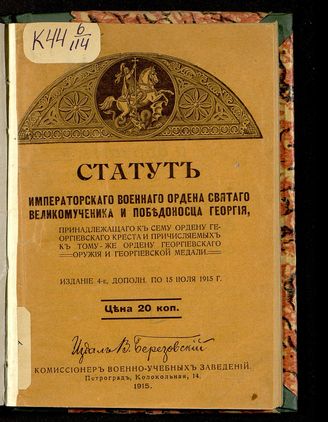 К44 6/114
СТАТУТЪ
ИМПЕРАТОРСКАГО ВОЕННАГО ОРДЕНА СВЯТАГО
ВЕЛИКОМУЧЕНИКА И ПОБѢДОНОСЦА ГЕОРГІЯ,
ПРИНАДЛЕЖАЩАГО КЪ СЕМУ ОРДЕНУ ГЕ-
ОРГІЕВСКАГО КРЕСТА И ПРИЧИСЛЯЕМЫХЪ
КЪ ТОМУ-ЖЕ ОРДЕНУ ГЕОРГІЕВСКАГО
ОРУЖІЯ И ГЕОРГІЕВСКОЙ МЕДАЛИ.
ИЗДАНІЕ 4-е, ДОПОЛН. ПО 15 ІЮЛЯ 1915 Г.
Цѣна 20 коп.
Издалъ В. Березовскій
КОМИССІОНЕРЪ ВОЕННО-УЧЕБНЫХЪ ЗАВЕДЕНІЙ.
Петроградъ, Колокольная, 14.
1915.